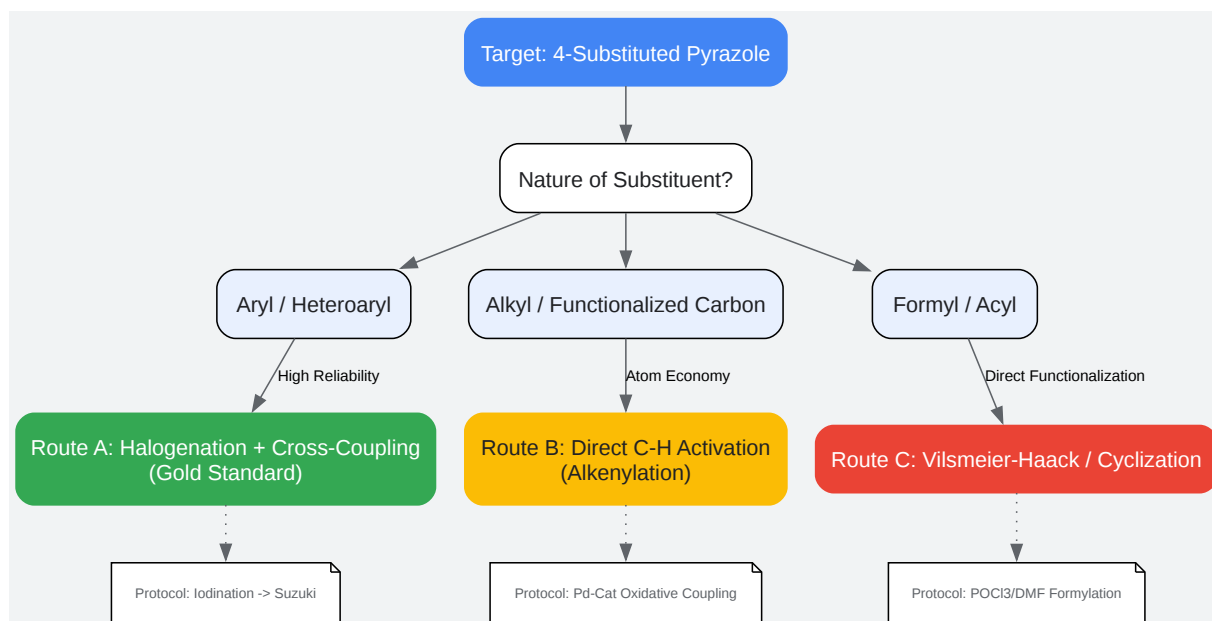 Target: 4-Substituted Pyrazole
Nature of Substituent?
Aryl / Heteroaryl
Alkyl / Functionalized Carbon
Formyl / Acyl
High Reliability
Atom Economy
Direct Functionalization
Route A: Halogenation + Cross-Coupling
(Gold Standard)
Route B: Direct C-H Activation
(Alkenylation)
Route C: Vilsmeier-Haack / Cyclization
Protocol: Iodination -> Suzuki
Protocol: Pd-Cat Oxidative Coupling
Protocol: POCl3/DMF Formylation